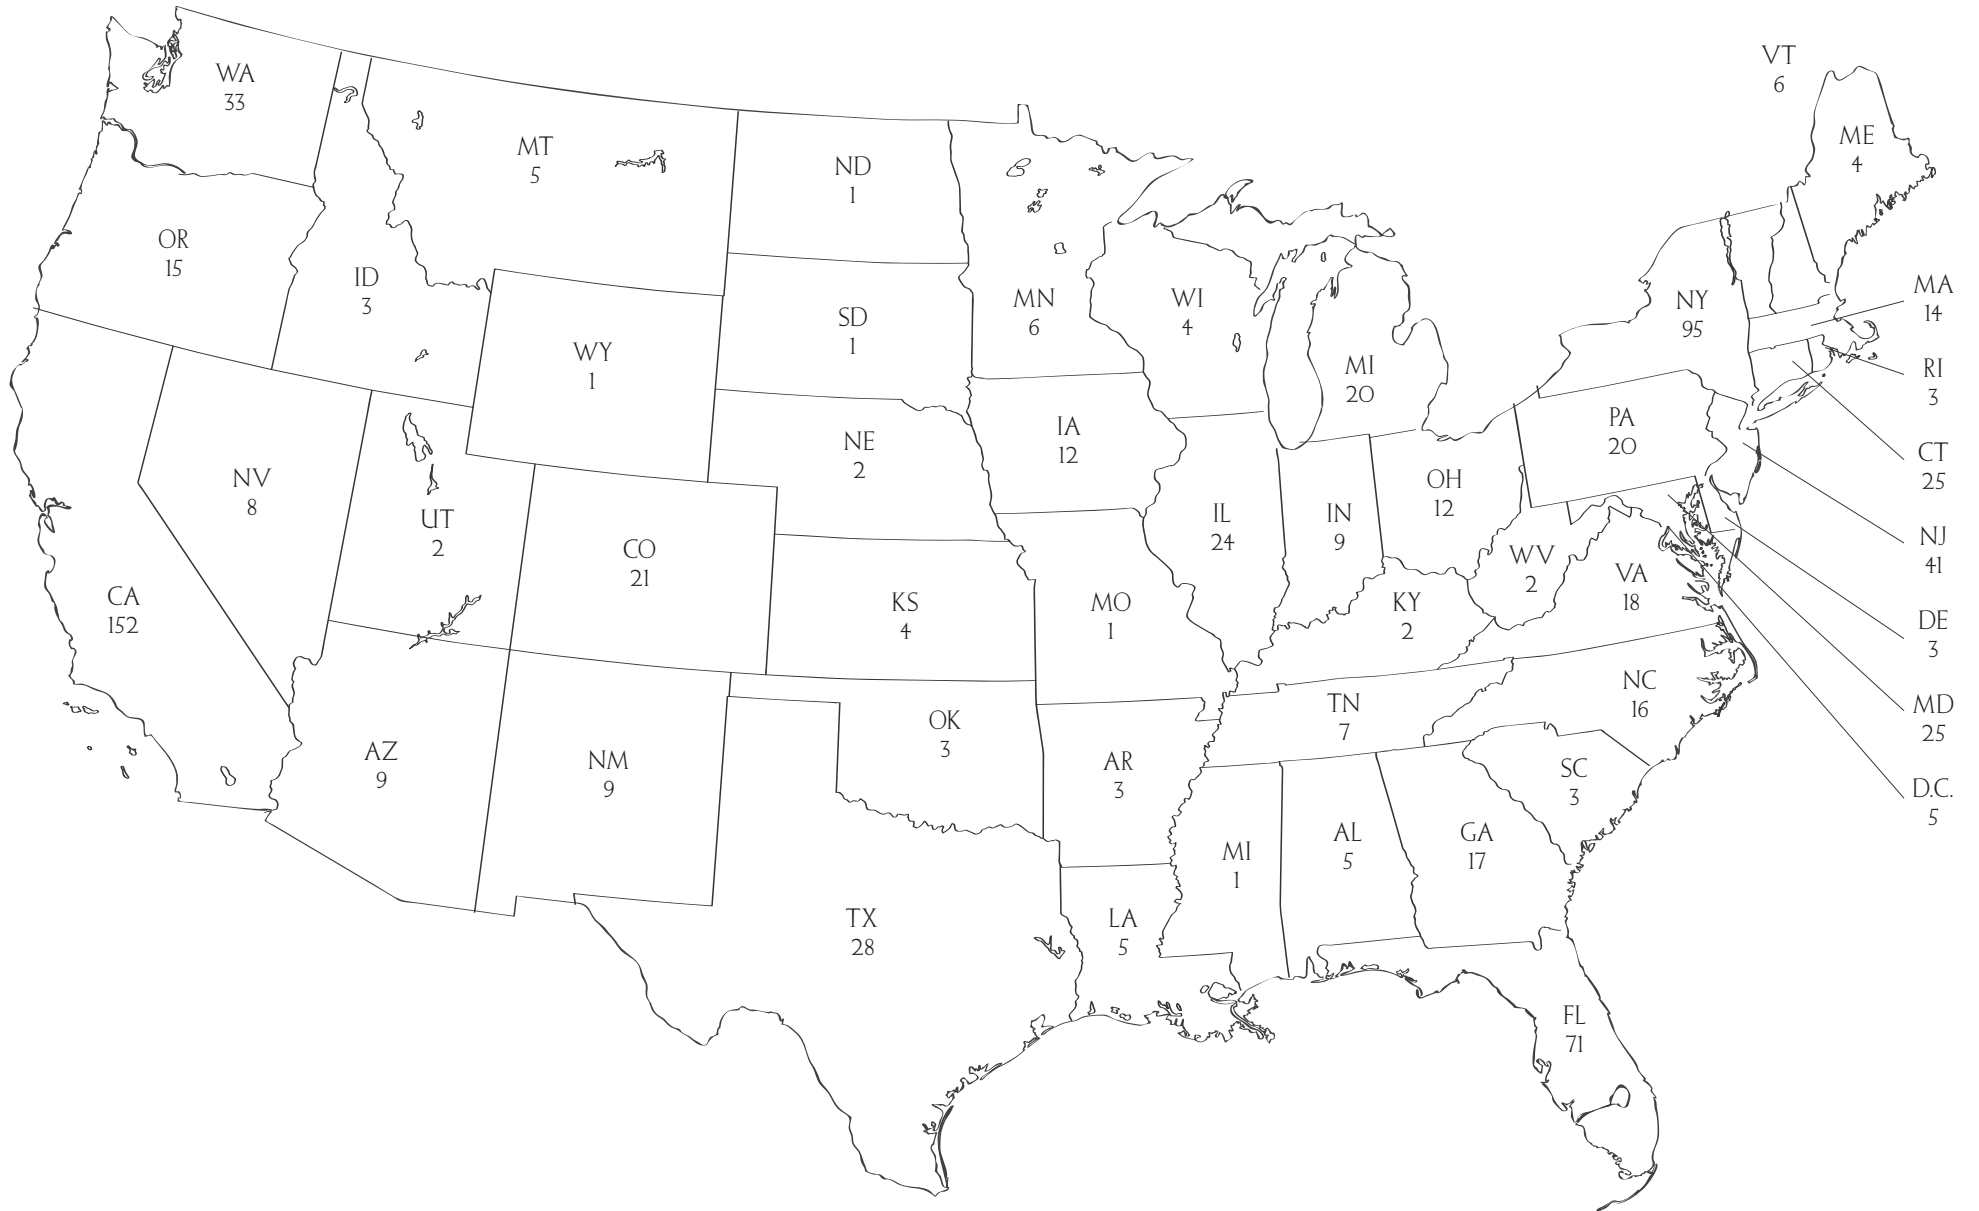 VT
6
WA
33
ME
4
MT
5
ND
1
OR
15
ID
3
MN
6
WI
4
NY
95
MA
14
SD
1
WY
1
MI
20
RI
3
PA
20
IA
12
NE
2
CT
25
NV
8
OH
12
UT
2
IL
24
IN
9
NJ
41
CO
21
WV
2
VA
18
CA
152
KS
4
MO
1
KY
2
DE
3
NC
16
TN
7
MD
25
OK
3
AZ
9
NM
9
AR
3
SC
3
D.C.
5
MI
1
AL
5
GA
17
TX
28
LA
5
FL
71